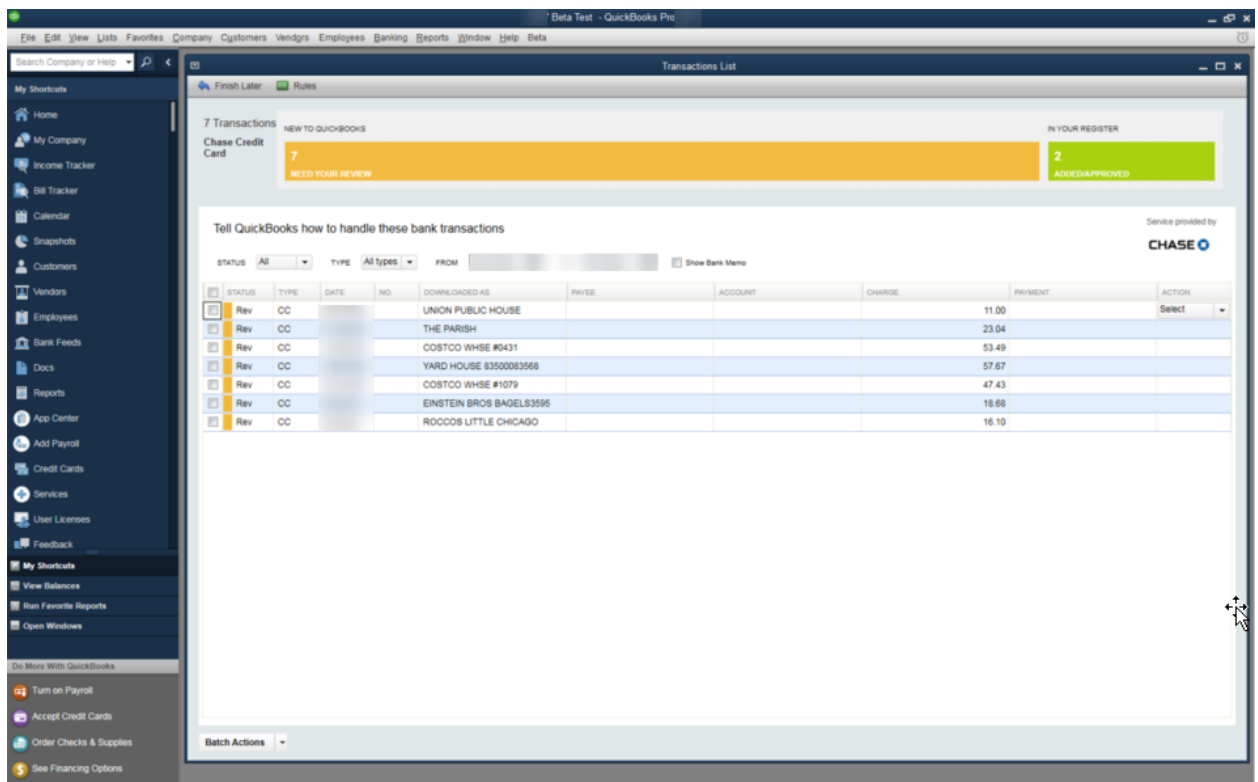 Beta Test - QuickBooks Pro
File Edit View Lists Favorites Company Customers Vendors Employees Banking Reports Window Help Beta
Search Company or Help
My Shortcuts
Home
My Company
Income Tracker
Bill Tracker
Calendar
Snapshots
Customers
Vendors
Employees
Bank Feeds
Docs
Reports
App Center
Add Payroll
Credit Cards
Services
User Licenses
Feedback
My Shortcuts
View Balances
Run Favorite Reports
Open Windows
Do More With QuickBooks
Turn on Payroll
Accept Credit Cards
Order Checks & Supplies
See Financing Options
Transactions List
Finish Later Rules
7 Transactions
Chase Credit
Card
NEW TO QUICKBOOKS
7
NEED YOUR REVIEW
IN YOUR REGISTER
2
ADDED/APPROVED
Tell QuickBooks how to handle these bank transactions
Service provided by
CHASE
STATUS All TYPE All types FROM Show Bank Memo
STATUS TYPE DATE NO. DOWNLOADED AS PAYEE ACCOUNT CHARGE PAYMENT ACTION
Rev CC UNION PUBLIC HOUSE 11.00 Select
Rev CC THE PARISH 23.04
Rev CC COSTCO WHSE #0431 53.49
Rev CC YARD HOUSE 83500083568 57.67
Rev CC COSTCO WHSE #1079 47.43
Rev CC EINSTEIN BROS BAGELS3595 18.68
Rev CC ROCCOS LITTLE CHICAGO 16.10
Batch Actions